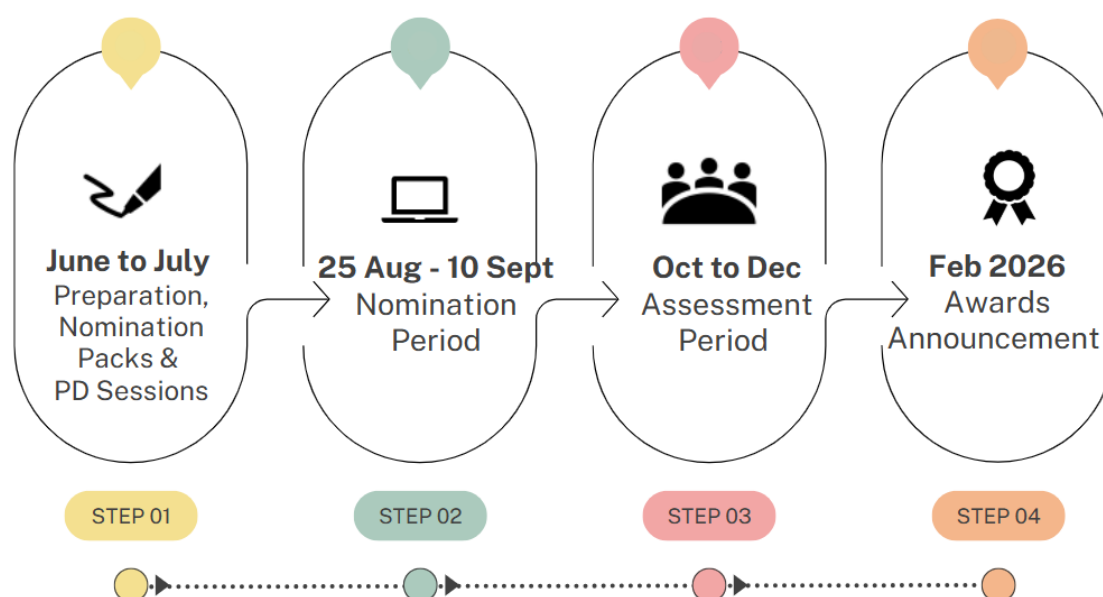 June to July
Preparation,
Nomination
Packs &
PD Sessions
25 Aug - 10 Sept
Nomination
Period
Oct to Dec
Assessment
Period
Feb 2026
Awards
Announcement
STEP 01
STEP 02
STEP 03
STEP 04